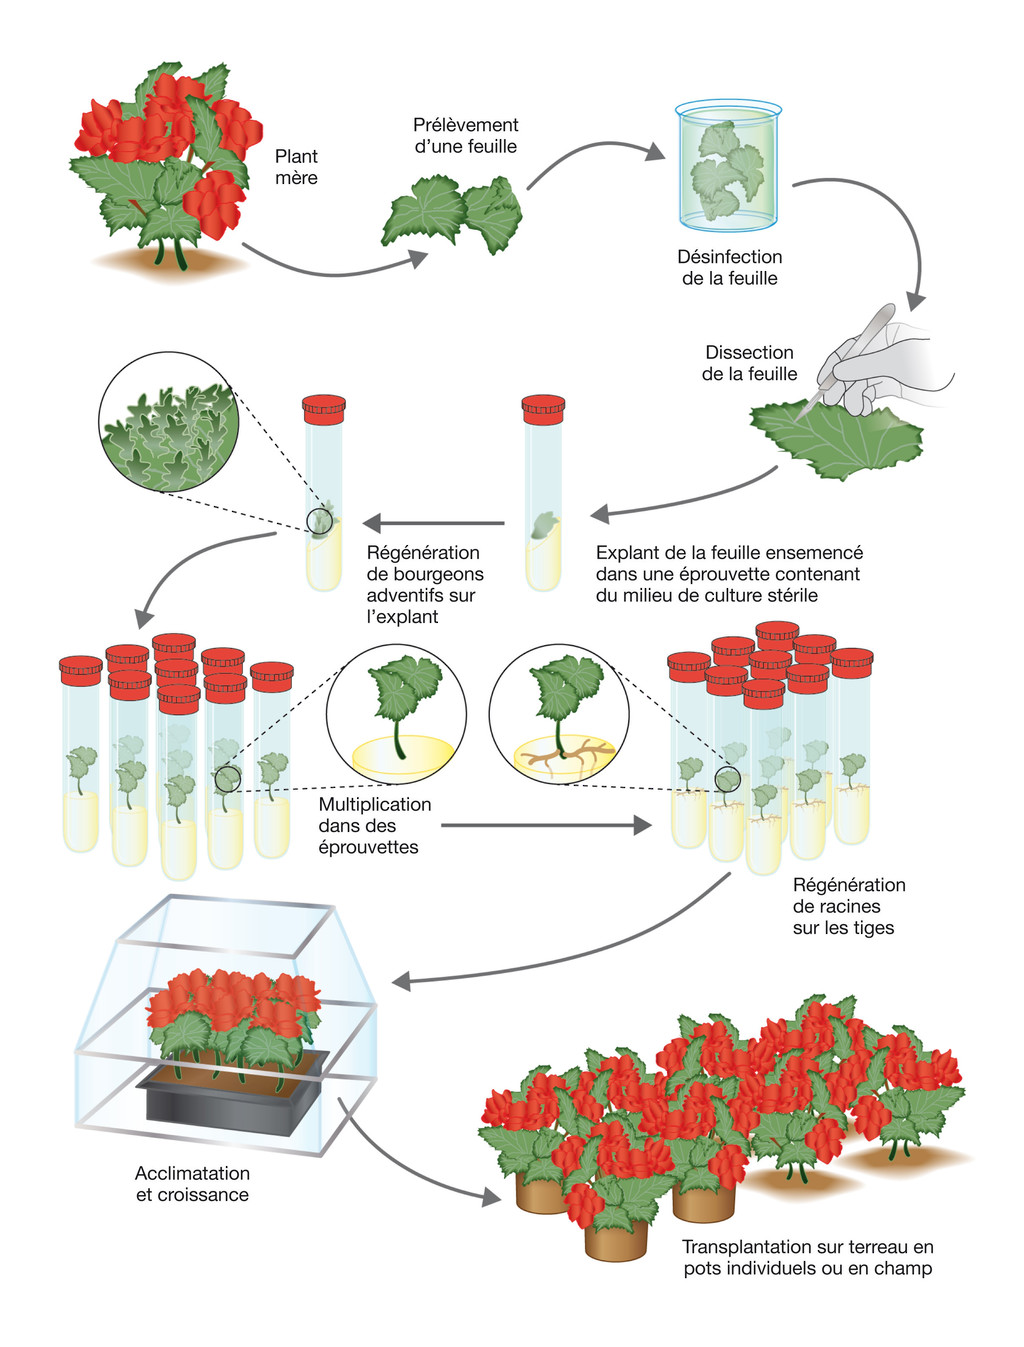 Plant
mère
Prélèvement
d’une feuille
Désinfection
de la feuille
Dissection
de la feuille
Explant de la feuille ensemencé
dans une éprouvette contenant
du milieu de culture stérile
Régénération
de bourgeons
adventifs sur
l’explant
Multiplication
dans des
éprouvettes
Régénération
de racines
sur les tiges
Acclimatation
et croissance
Transplantation sur terreau en
pots individuels ou en champ